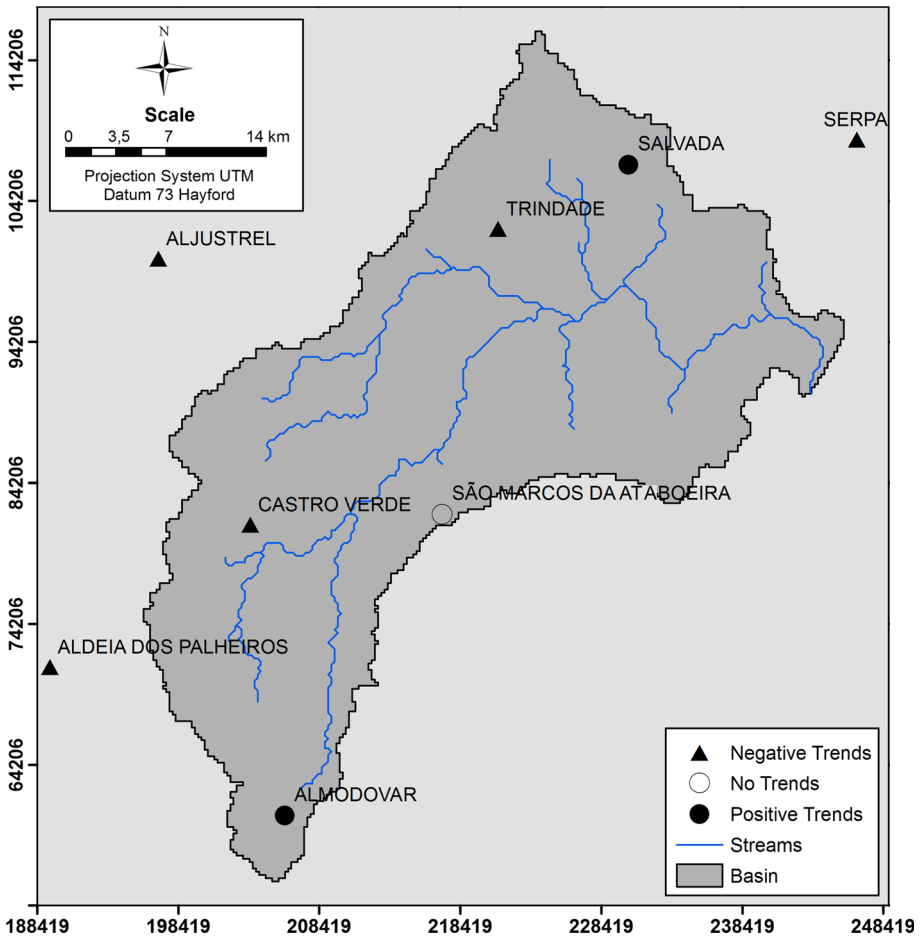 N
Scale
0 3,5 7 14 km
Projection System UTM
Datum 73 Hayford
SERPA
SALVADA
TRINDADE
ALJUSTREL
SÃO MARCOS DA ATABOEIRA
CASTRO VERDE
ALDEIA DOS PALHEIROS
ALMODOVAR
Negative Trends
No Trends
Positive Trends
Streams
Basin
114206
104206
94206
84206
74206
64206
188419 198419 208419 218419 228419 238419 248419